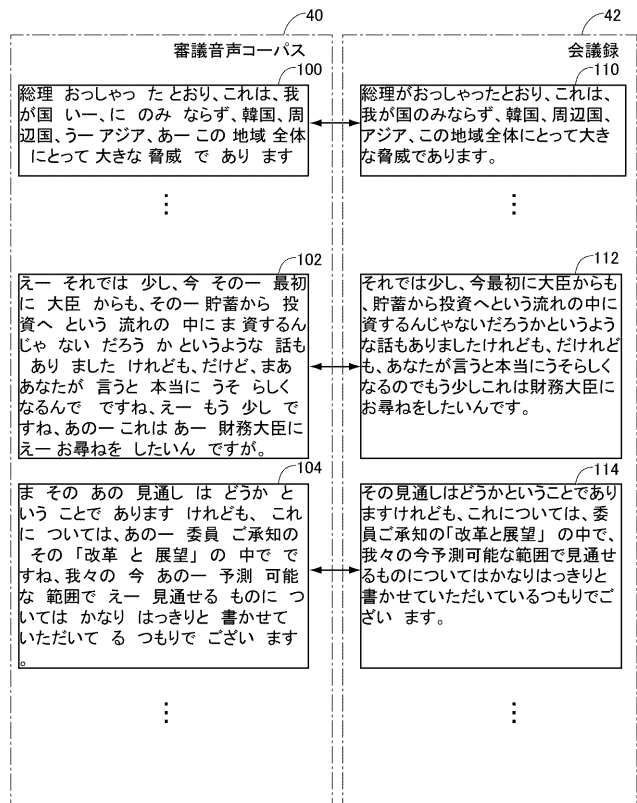 40
審議音声コーパス
100
総理 おっしゃっ た とおり、これは、我
が国 いー、に のみ ならず、韓国、周
辺国、うー アジア、あー この 地域 全体
にとって 大きな 脅威 で あり ます
⋮
102
えー それでは 少し、今 そのー 最初
に 大臣 からも、そのー 貯蓄から 投
資へ という 流れの 中に ま 資するん
じゃ ない だろう か というような 話も
あり ました けれども、だけど、まあ
あなたが 言うと 本当に うそ らしく
なるんで ですね、えー もう 少し で
すね、あのー これは あー 財務大臣に
えー お尋ねを したいん ですが。
104
ま その あの 見通し は どうか と
いう ことで あります けれども、 これ
に ついては、あのー 委員 ご承知の
その 「改革 と 展望」 の 中で で
すね、我々の 今 あのー 予測 可能
な 範囲で えー 見通せる ものに つ
いては かなり はっきりと 書かせて
いただいて る つもりで ござい ます
。
⋮
42
会議録
110
総理がおっしゃったとおり、これは、
我が国のみならず、韓国、周辺国、
アジア、この地域全体にとって大き
な脅威であります。
112
それでは少し、今最初に大臣からも
、貯蓄から投資へという流れの中に
資するんじゃないだろうかというよう
な話もありましたけれども、だけれど
も、あなたが言うと本当にうそらしく
なるのでもう少しこれは財務大臣に
お尋ねをしたいんです。
114
その見通しはどうかということであり
ますけれども、これについては、委
員ご承知の「改革と展望」 の中で、
我々の今予測可能な範囲で見通せ
るものについてはかなりはっきりと
書かせていただいているつもりでご
ざい ます。
⋮